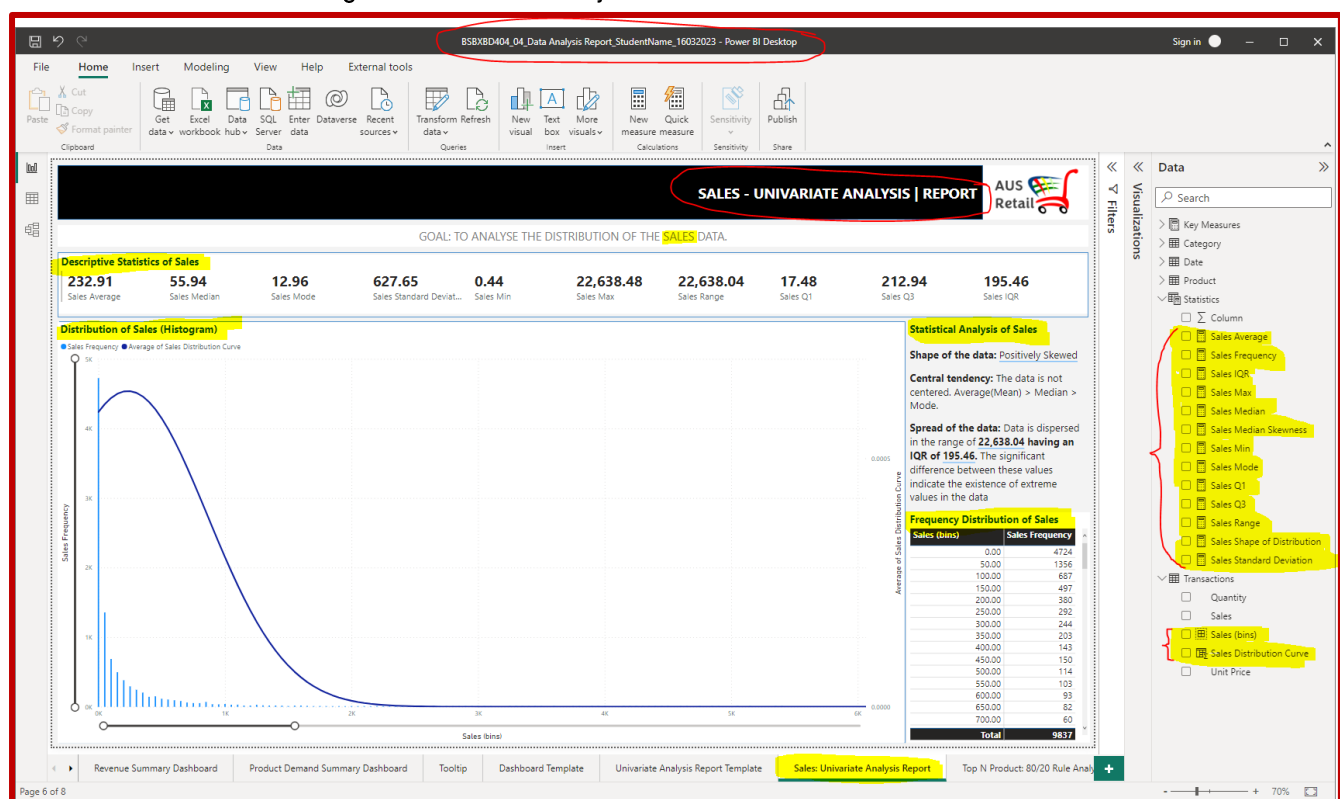 BSBXBD404_04_Data Analysis Report_StudentName_16032023 - Power BI Desktop
Sign in
File Home Insert Modeling View Help External tools
Paste
Cut
Copy
Format painter
Get data
Excel workbook
Data hub
SQL Server
Enter data
Dataverse
Recent sources
Transform data
Refresh
New visual
Text box
More visuals
New measure
Quick measure
Sensitivity
Publish
Clipboard Data Queries Insert Calculations Sensitivity Share
SALES - UNIVARIATE ANALYSIS | REPORT
AUS
Retail
GOAL: TO ANALYSE THE DISTRIBUTION OF THE SALES DATA.
Descriptive Statistics of Sales
232.91 55.94 12.96 627.65 0.44 22,638.48 22,638.04 17.48 212.94 195.46
Sales Average Sales Median Sales Mode Sales Standard Deviat... Sales Min Sales Max Sales Range Sales Q1 Sales Q3 Sales IQR
Distribution of Sales (Histogram)
Sales Frequency Average of Sales Distribution Curve
5K
4K
3K
2K
1K
0K
Sales Frequency
0K 1K 2K 3K 4K 5K 6K
Sales (bins)
0.0005
0.0000
Average of Sales Distribution Curve
Statistical Analysis of Sales
Shape of the data: Positively Skewed
Central tendency: The data is not
centered. Average(Mean) > Median >
Mode.
Spread of the data: Data is dispersed
in the range of 22,638.04 having an
IQR of 195.46. The significant
difference between these values
indicate the existence of extreme
values in the data
Frequency Distribution of Sales
Sales (bins) Sales Frequency
0.00 4724
50.00 1356
100.00 687
150.00 497
200.00 380
250.00 292
300.00 244
350.00 203
400.00 143
450.00 150
500.00 114
550.00 103
600.00 93
650.00 82
700.00 60
Total 9837
Filters
Visualizations
Data
Search
Key Measures
Category
Date
Product
Statistics
Column
Sales Average
Sales Frequency
Sales IQR
Sales Max
Sales Median
Sales Median Skewness
Sales Min
Sales Mode
Sales Q1
Sales Q3
Sales Range
Sales Shape of Distribution
Sales Standard Deviation
Transactions
Quantity
Sales
Sales (bins)
Sales Distribution Curve
Unit Price
Revenue Summary Dashboard Product Demand Summary Dashboard Tooltip Dashboard Template Univariate Analysis Report Template Sales: Univariate Analysis Report Top N Product: 80/20 Rule Analy
Page 6 of 8
- + 70%